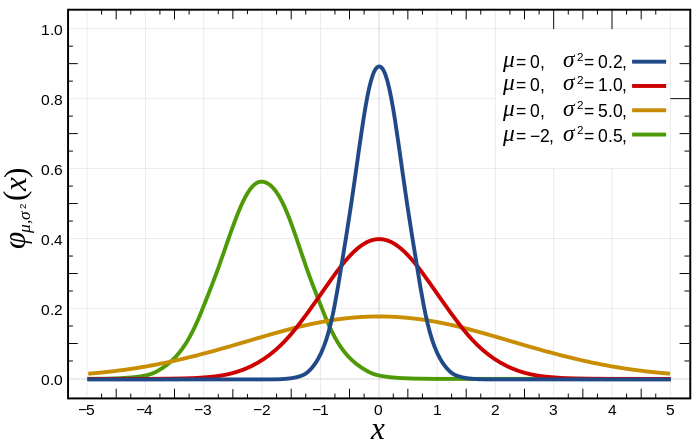 1.0
0.8
0.6
0.4
0.2
0.0
φμ,σ²(x)
μ= 0, σ²= 0.2,
μ= 0, σ²= 1.0,
μ= 0, σ²= 5.0,
μ= −2, σ²= 0.5,
−5 −4 −3 −2 −1 0 1 2 3 4 5
x